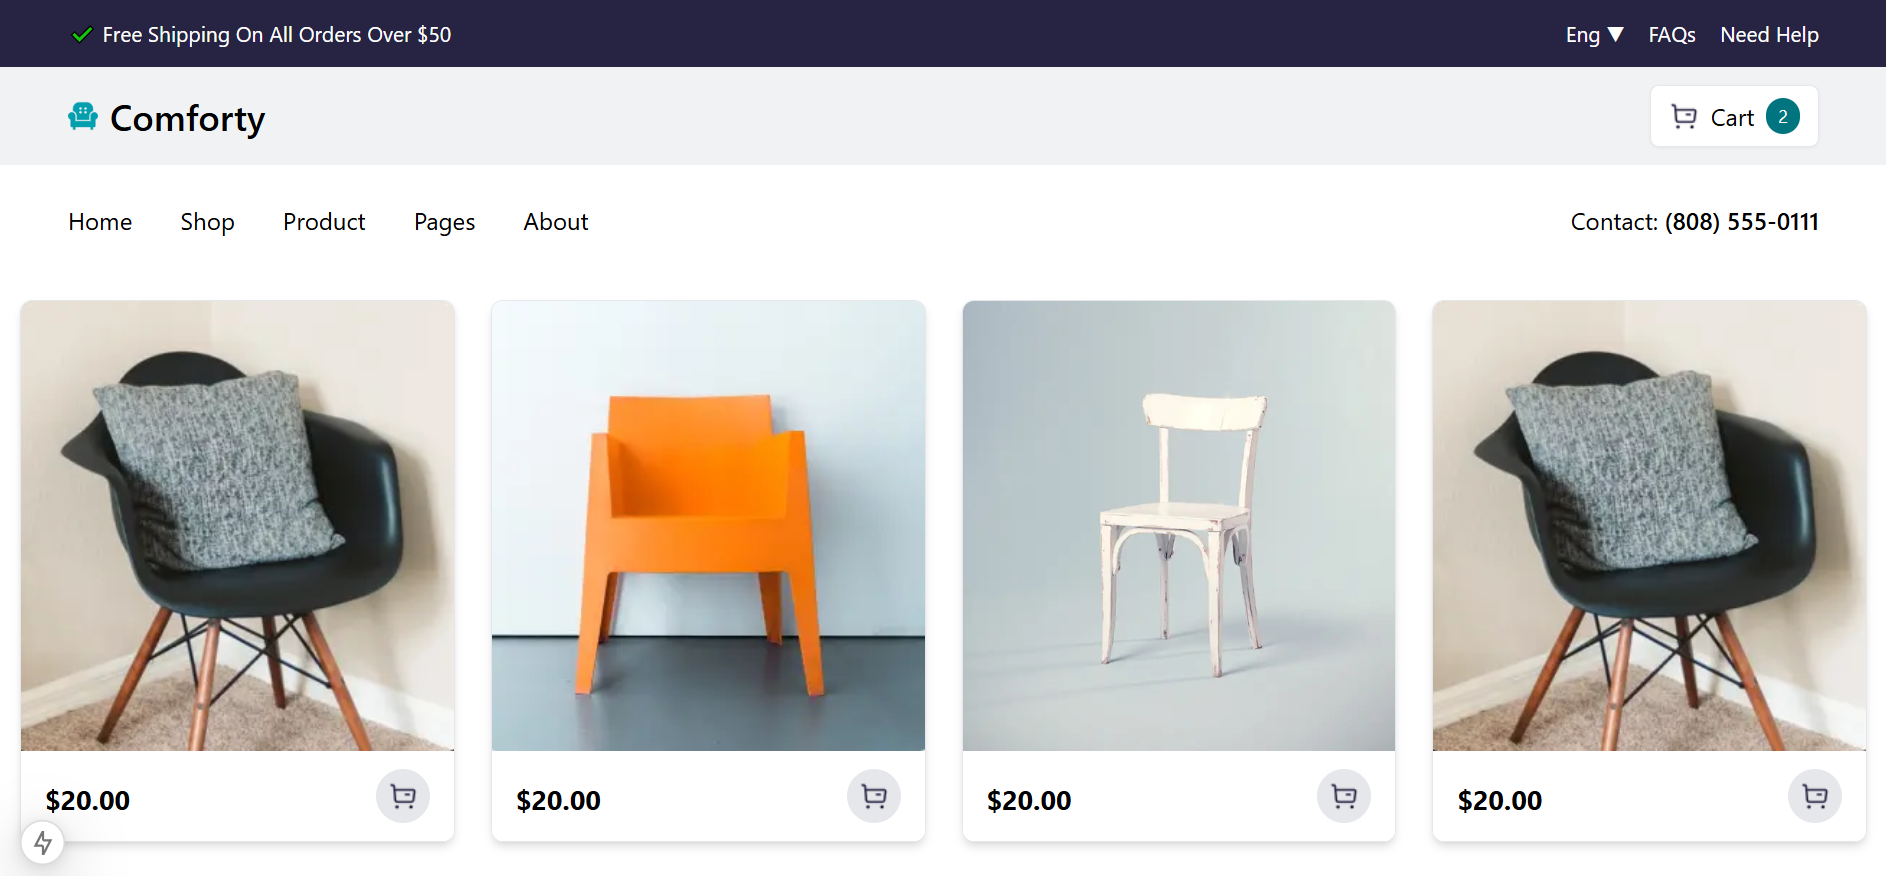 Free Shipping On All Orders Over $50
Eng ▼ FAQs Need Help
Comforty
Cart 2
Home Shop Product Pages About
Contact: (808) 555-0111
$20.00 $20.00 $20.00 $20.00